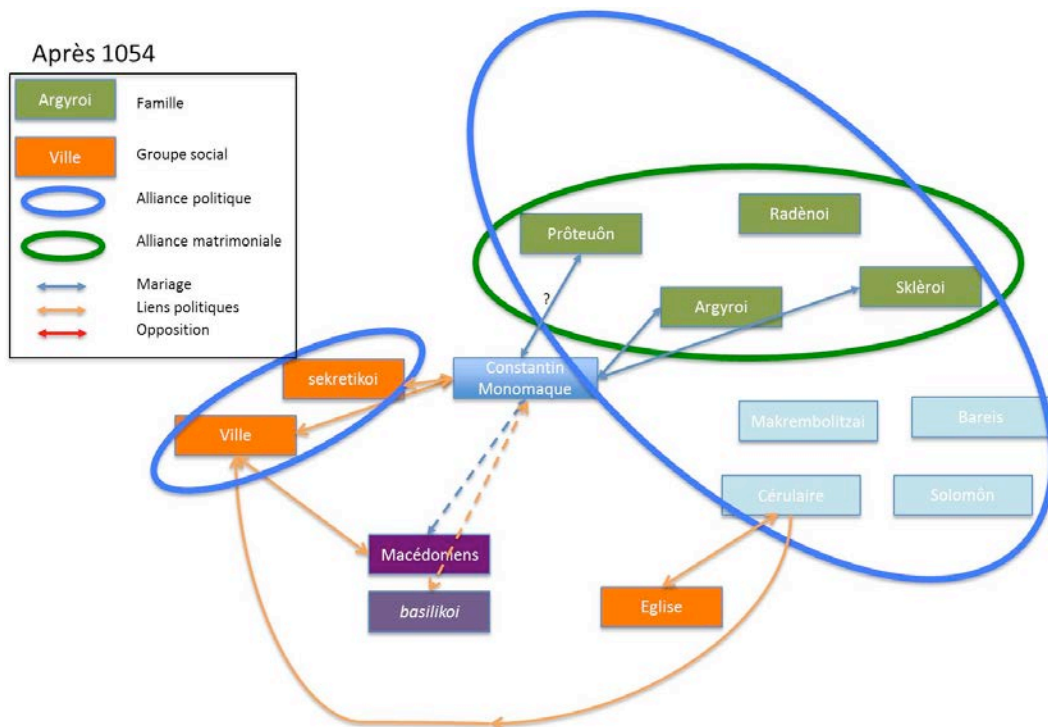 Après 1054
Argyroi
Famille
Ville
Groupe social
Alliance politique
Alliance matrimoniale
Mariage
Liens politiques
Opposition
Radènoi
Prôteuôn
Sklèroi
?
Argyroi
Constantin
Monomaque
sekretikoi
Ville
Makrembolitzai
Bareis
Cérulaire
Solomôn
Macédoniens
basilikoi
Eglise